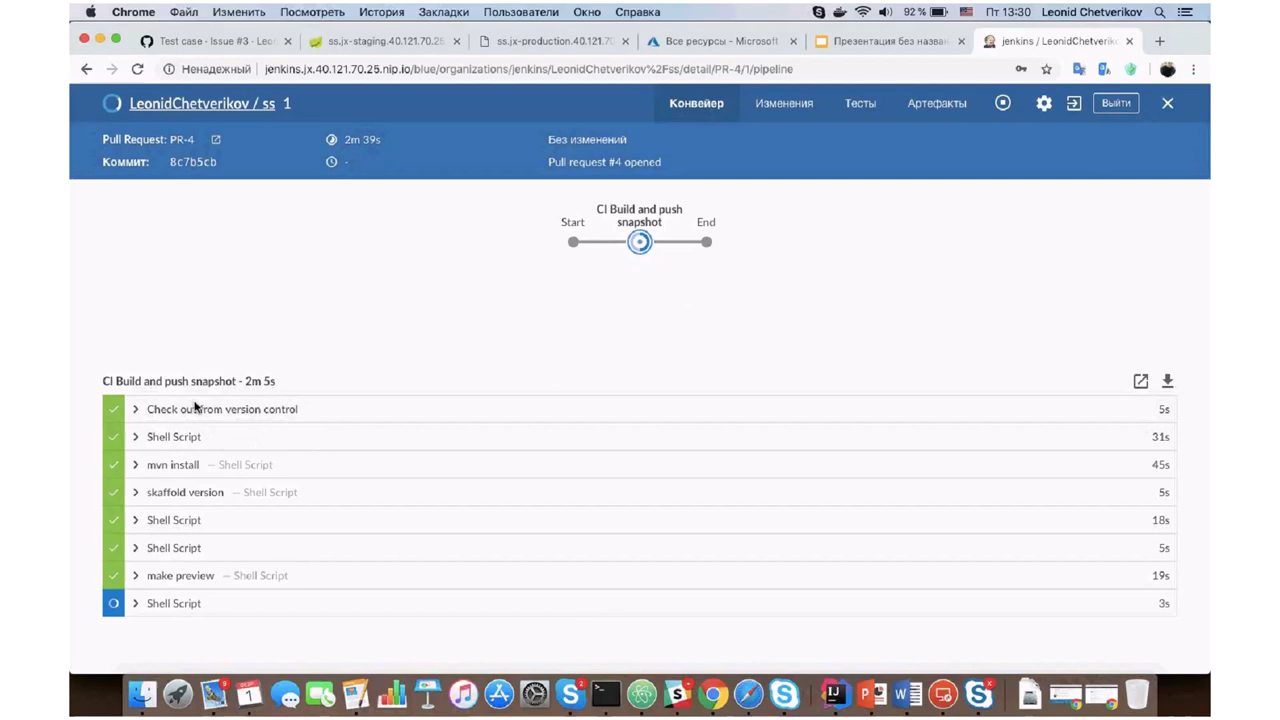 Chrome Файл Изменить Посмотреть История Закладки Пользователи Окно Справка 92 % Пт 13:30 Leonid Chetverikov
Test case - Issue #3 - Leo ss.jx-staging.40.121.70.25 ss.jx-production.40.121.70 Все ресурсы - Microsoft Презентация без назва jenkins / LeonidChetverik
Ненадежный jenkins.jx.40.121.70.25.nip.io/blue/organizations/jenkins/LeonidChetverikov%2Fss/detail/PR-4/1/pipeline
LeonidChetverikov / ss 1 Конвейер Изменения Тесты Артефакты Выйти
Pull Request: PR-4 2m 39s Без изменений
Коммит: 8c7b5cb - Pull request #4 opened
CI Build and push
Start snapshot End
CI Build and push snapshot - 2m 5s
Check out from version control 5s
Shell Script 31s
mvn install — Shell Script 45s
skaffold version — Shell Script 5s
Shell Script 18s
Shell Script 5s
make preview — Shell Script 19s
Shell Script 3s